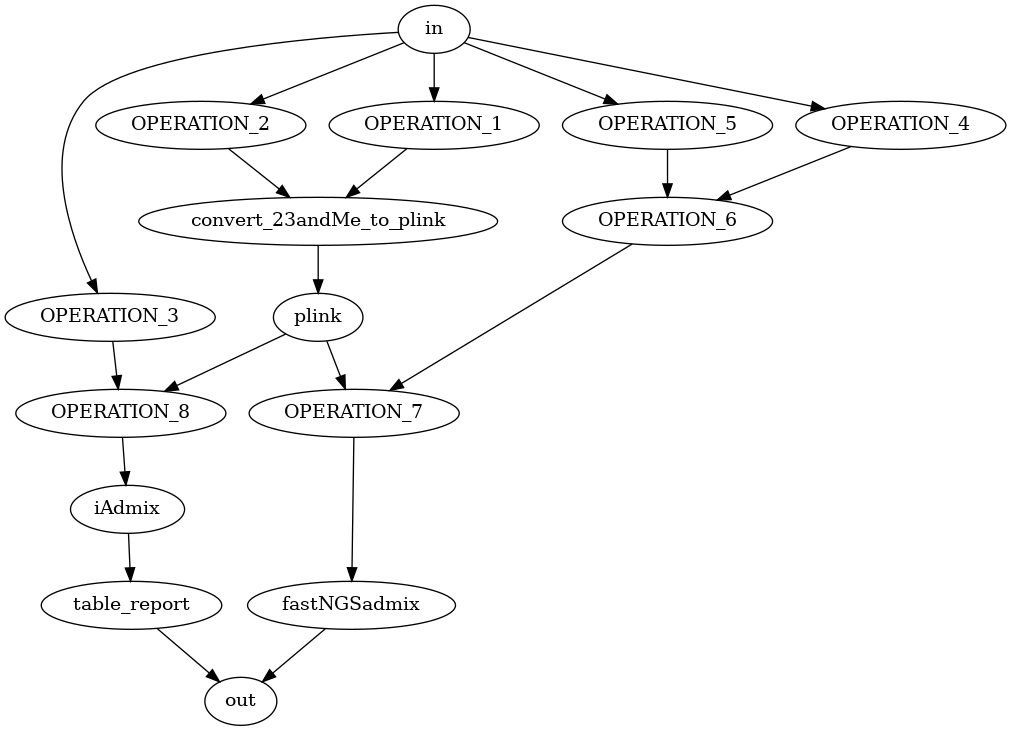 in
OPERATION_2
OPERATION_1
OPERATION_5
OPERATION_4
convert_23andMe_to_plink
OPERATION_6
OPERATION_3
plink
OPERATION_8
OPERATION_7
iAdmix
table_report
fastNGSadmix
out